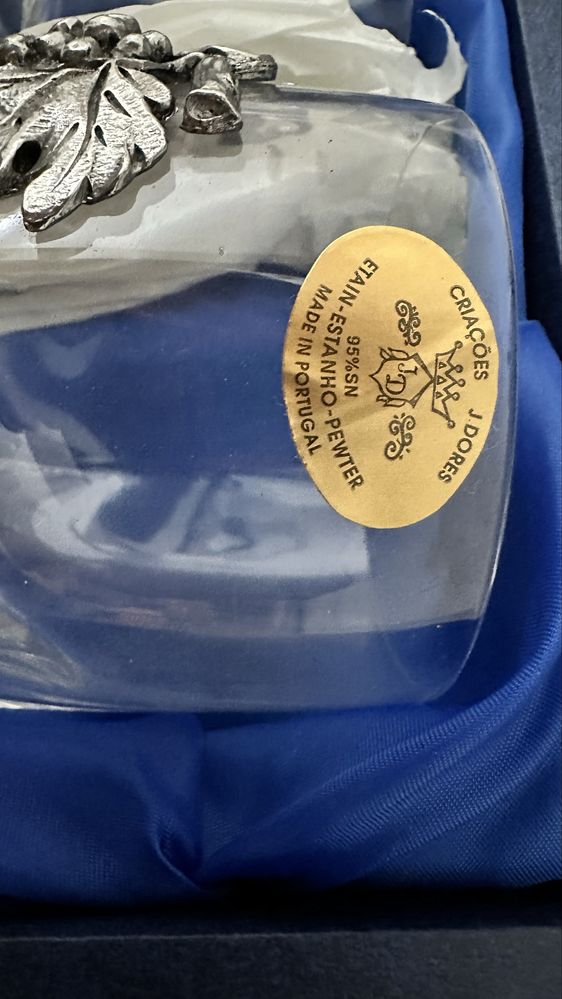 CRIAÇÕES J. DORES
JD
95%SN
ETAIN-ESTANHO-PEWTER
MADE IN PORTUGAL